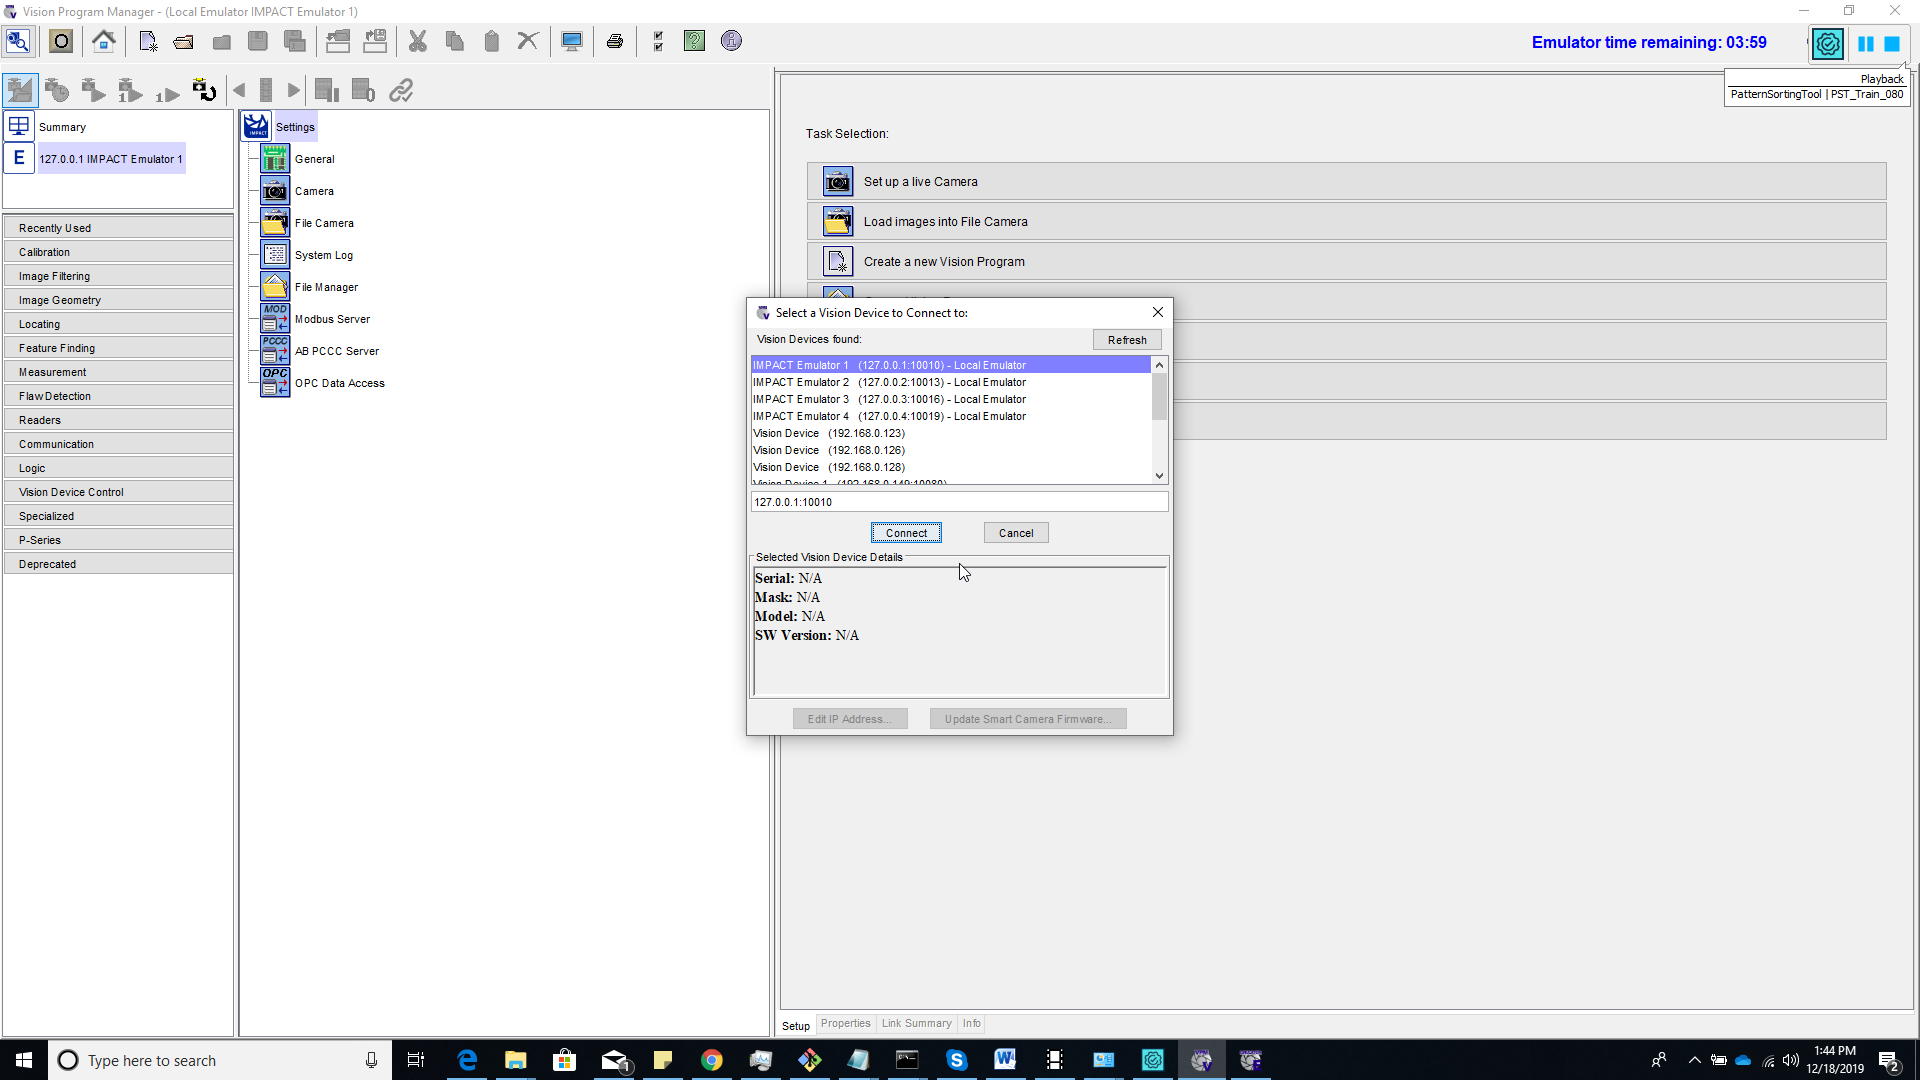 Vision Program Manager - (Local Emulator IMPACT Emulator 1)
Emulator time remaining: 03:59
Playback
PatternSortingTool | PST_Train_080
Summary
E
127.0.0.1 IMPACT Emulator 1
Recently Used
Calibration
Image Filtering
Image Geometry
Locating
Feature Finding
Measurement
Flaw Detection
Readers
Communication
Logic
Vision Device Control
Specialized
P-Series
Deprecated
IMPACT
Settings
General
Camera
File Camera
System Log
File Manager
MOD
Modbus Server
PCCC
AB PCCC Server
OPC
OPC Data Access
Task Selection:
Set up a live Camera
Load images into File Camera
Create a new Vision Program
Select a Vision Device to Connect to:
Vision Devices found:
Refresh
IMPACT Emulator 1 (127.0.0.1:10010) - Local Emulator
IMPACT Emulator 2 (127.0.0.2:10013) - Local Emulator
IMPACT Emulator 3 (127.0.0.3:10016) - Local Emulator
IMPACT Emulator 4 (127.0.0.4:10019) - Local Emulator
Vision Device (192.168.0.123)
Vision Device (192.168.0.126)
Vision Device (192.168.0.128)
Vision Device 1 (192.168.0.149:10080)
127.0.0.1:10010
Connect
Cancel
Selected Vision Device Details
Serial: N/A
Mask: N/A
Model: N/A
SW Version: N/A
Edit IP Address...
Update Smart Camera Firmware...
Setup
Properties
Link Summary
Info
Type here to search
1:44 PM
12/18/2019